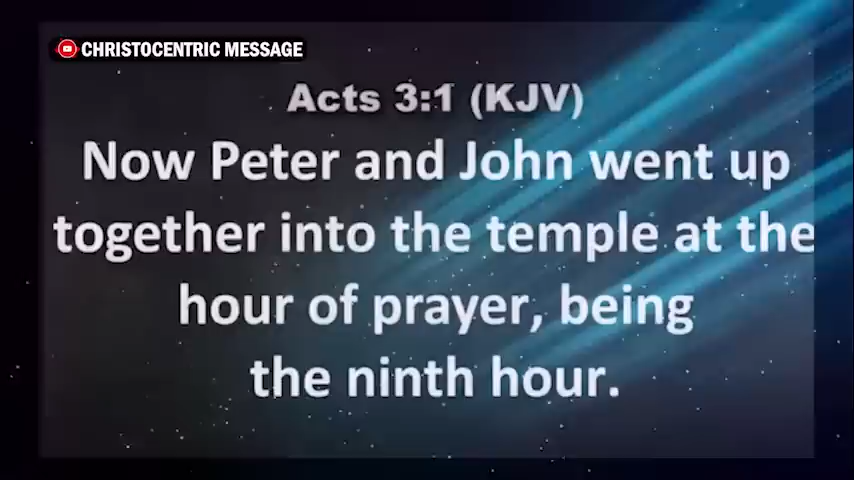 CHRISTOCENTRIC MESSAGE
Acts 3:1 (KJV)
Now Peter and John went up
together into the temple at the
hour of prayer, being
the ninth hour.